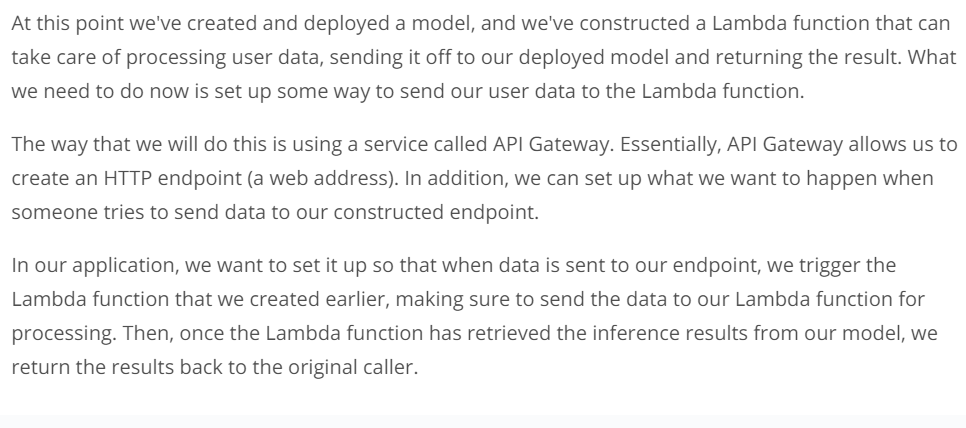 At this point we've created and deployed a model, and we've constructed a Lambda function that can
take care of processing user data, sending it off to our deployed model and returning the result. What
we need to do now is set up some way to send our user data to the Lambda function.
The way that we will do this is using a service called API Gateway. Essentially, API Gateway allows us to
create an HTTP endpoint (a web address). In addition, we can set up what we want to happen when
someone tries to send data to our constructed endpoint.
In our application, we want to set it up so that when data is sent to our endpoint, we trigger the
Lambda function that we created earlier, making sure to send the data to our Lambda function for
processing. Then, once the Lambda function has retrieved the inference results from our model, we
return the results back to the original caller.